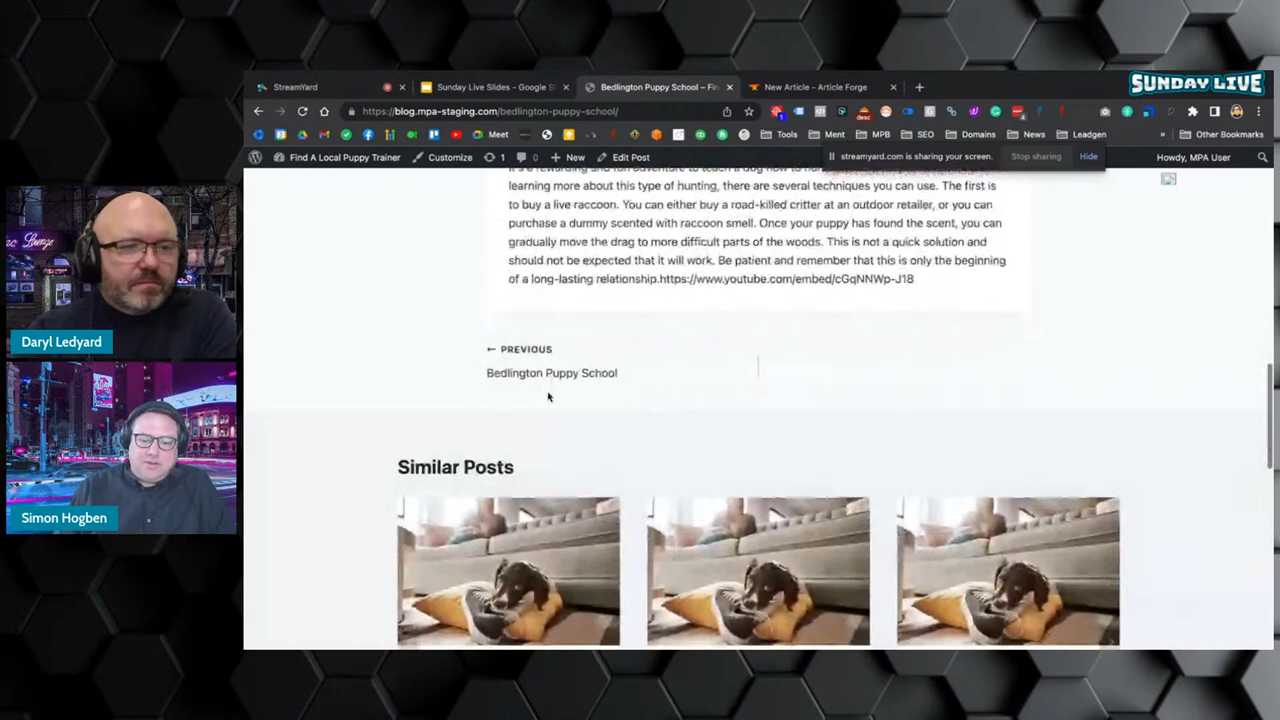 SUNDAY LIVE
StreamYard
Sunday Live Slides - Google Sl
Bedlington Puppy School – Fin
New Article - Article Forge
https://blog.mpa-staging.com/bedlington-puppy-school/
Meet
Tools
Ment
MPB
SEO
Domains
News
Leadgen
Other Bookmarks
Find A Local Puppy Trainer
Customize
1
0
New
Edit Post
streamyard.com is sharing your screen.
Stop sharing
Hide
Howdy, MPA User
learning more about this type of hunting, there are several techniques you can use. The first is
to buy a live raccoon. You can either buy a road-killed critter at an outdoor retailer, or you can
purchase a dummy scented with raccoon smell. Once your puppy has found the scent, you can
gradually move the drag to more difficult parts of the woods. This is not a quick solution and
should not be expected that it will work. Be patient and remember that this is only the beginning
of a long-lasting relationship.https://www.youtube.com/embed/cGqNNWp-J18
← PREVIOUS
Bedlington Puppy School
Similar Posts
Lounge
Daryl Ledyard
Simon Hogben